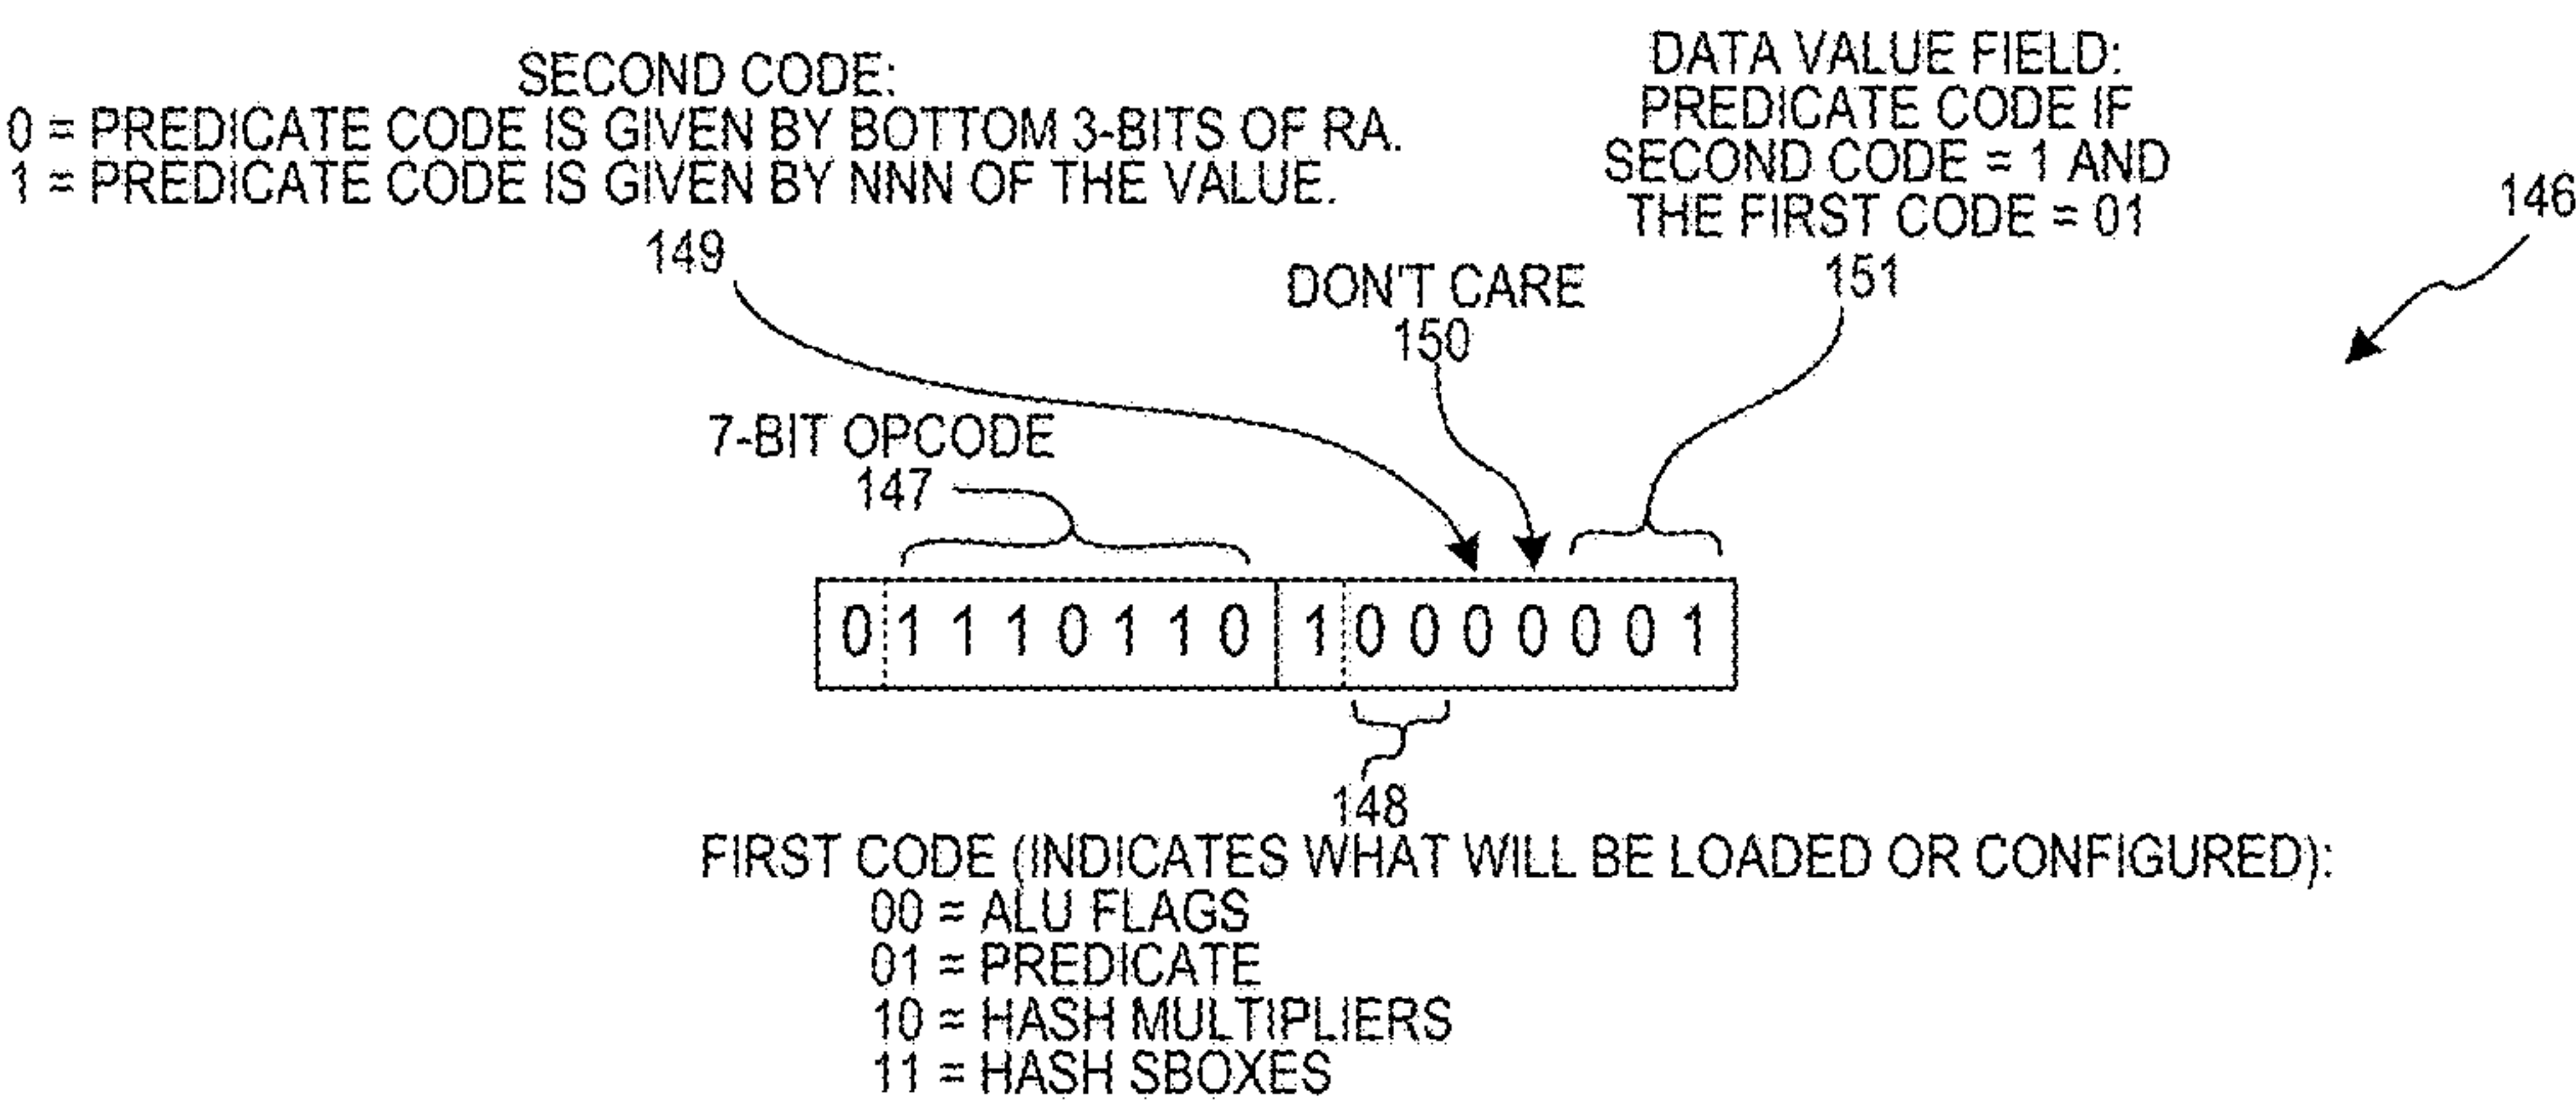 SECOND CODE:
0 = PREDICATE CODE IS GIVEN BY BOTTOM 3-BITS OF RA.
1 = PREDICATE CODE IS GIVEN BY NNN OF THE VALUE.
149
DATA VALUE FIELD:
PREDICATE CODE IF
SECOND CODE = 1 AND
THE FIRST CODE = 01
151
146
DON'T CARE
150
7-BIT OPCODE
147
0 1 1 1 0 1 1 0 1 0 0 0 0 0 0 1
148
FIRST CODE (INDICATES WHAT WILL BE LOADED OR CONFIGURED):
00 = ALU FLAGS
01 = PREDICATE
10 = HASH MULTIPLIERS
11 = HASH SBOXES